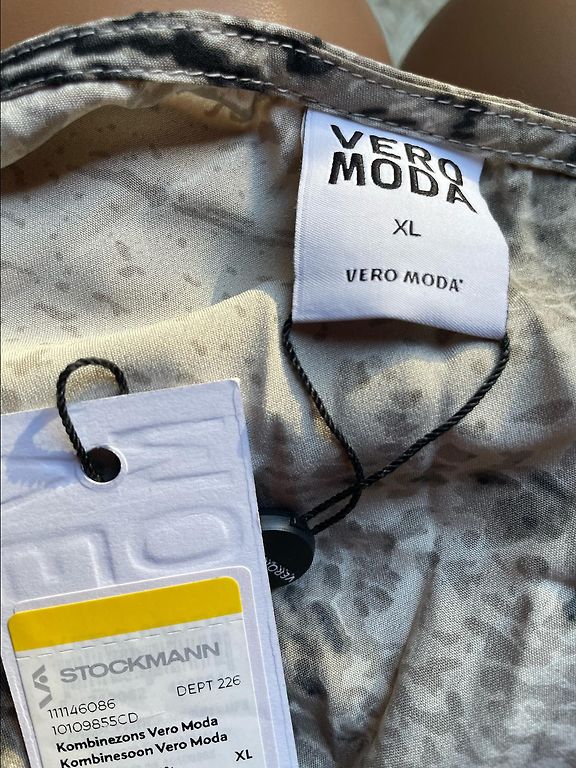 VERO
MODA
XL
VERO MODA
STOCKMANN
111146086 DEPT 226
10109855CD
Kombinezons Vero Moda
Kombinesoon Vero Moda
XL